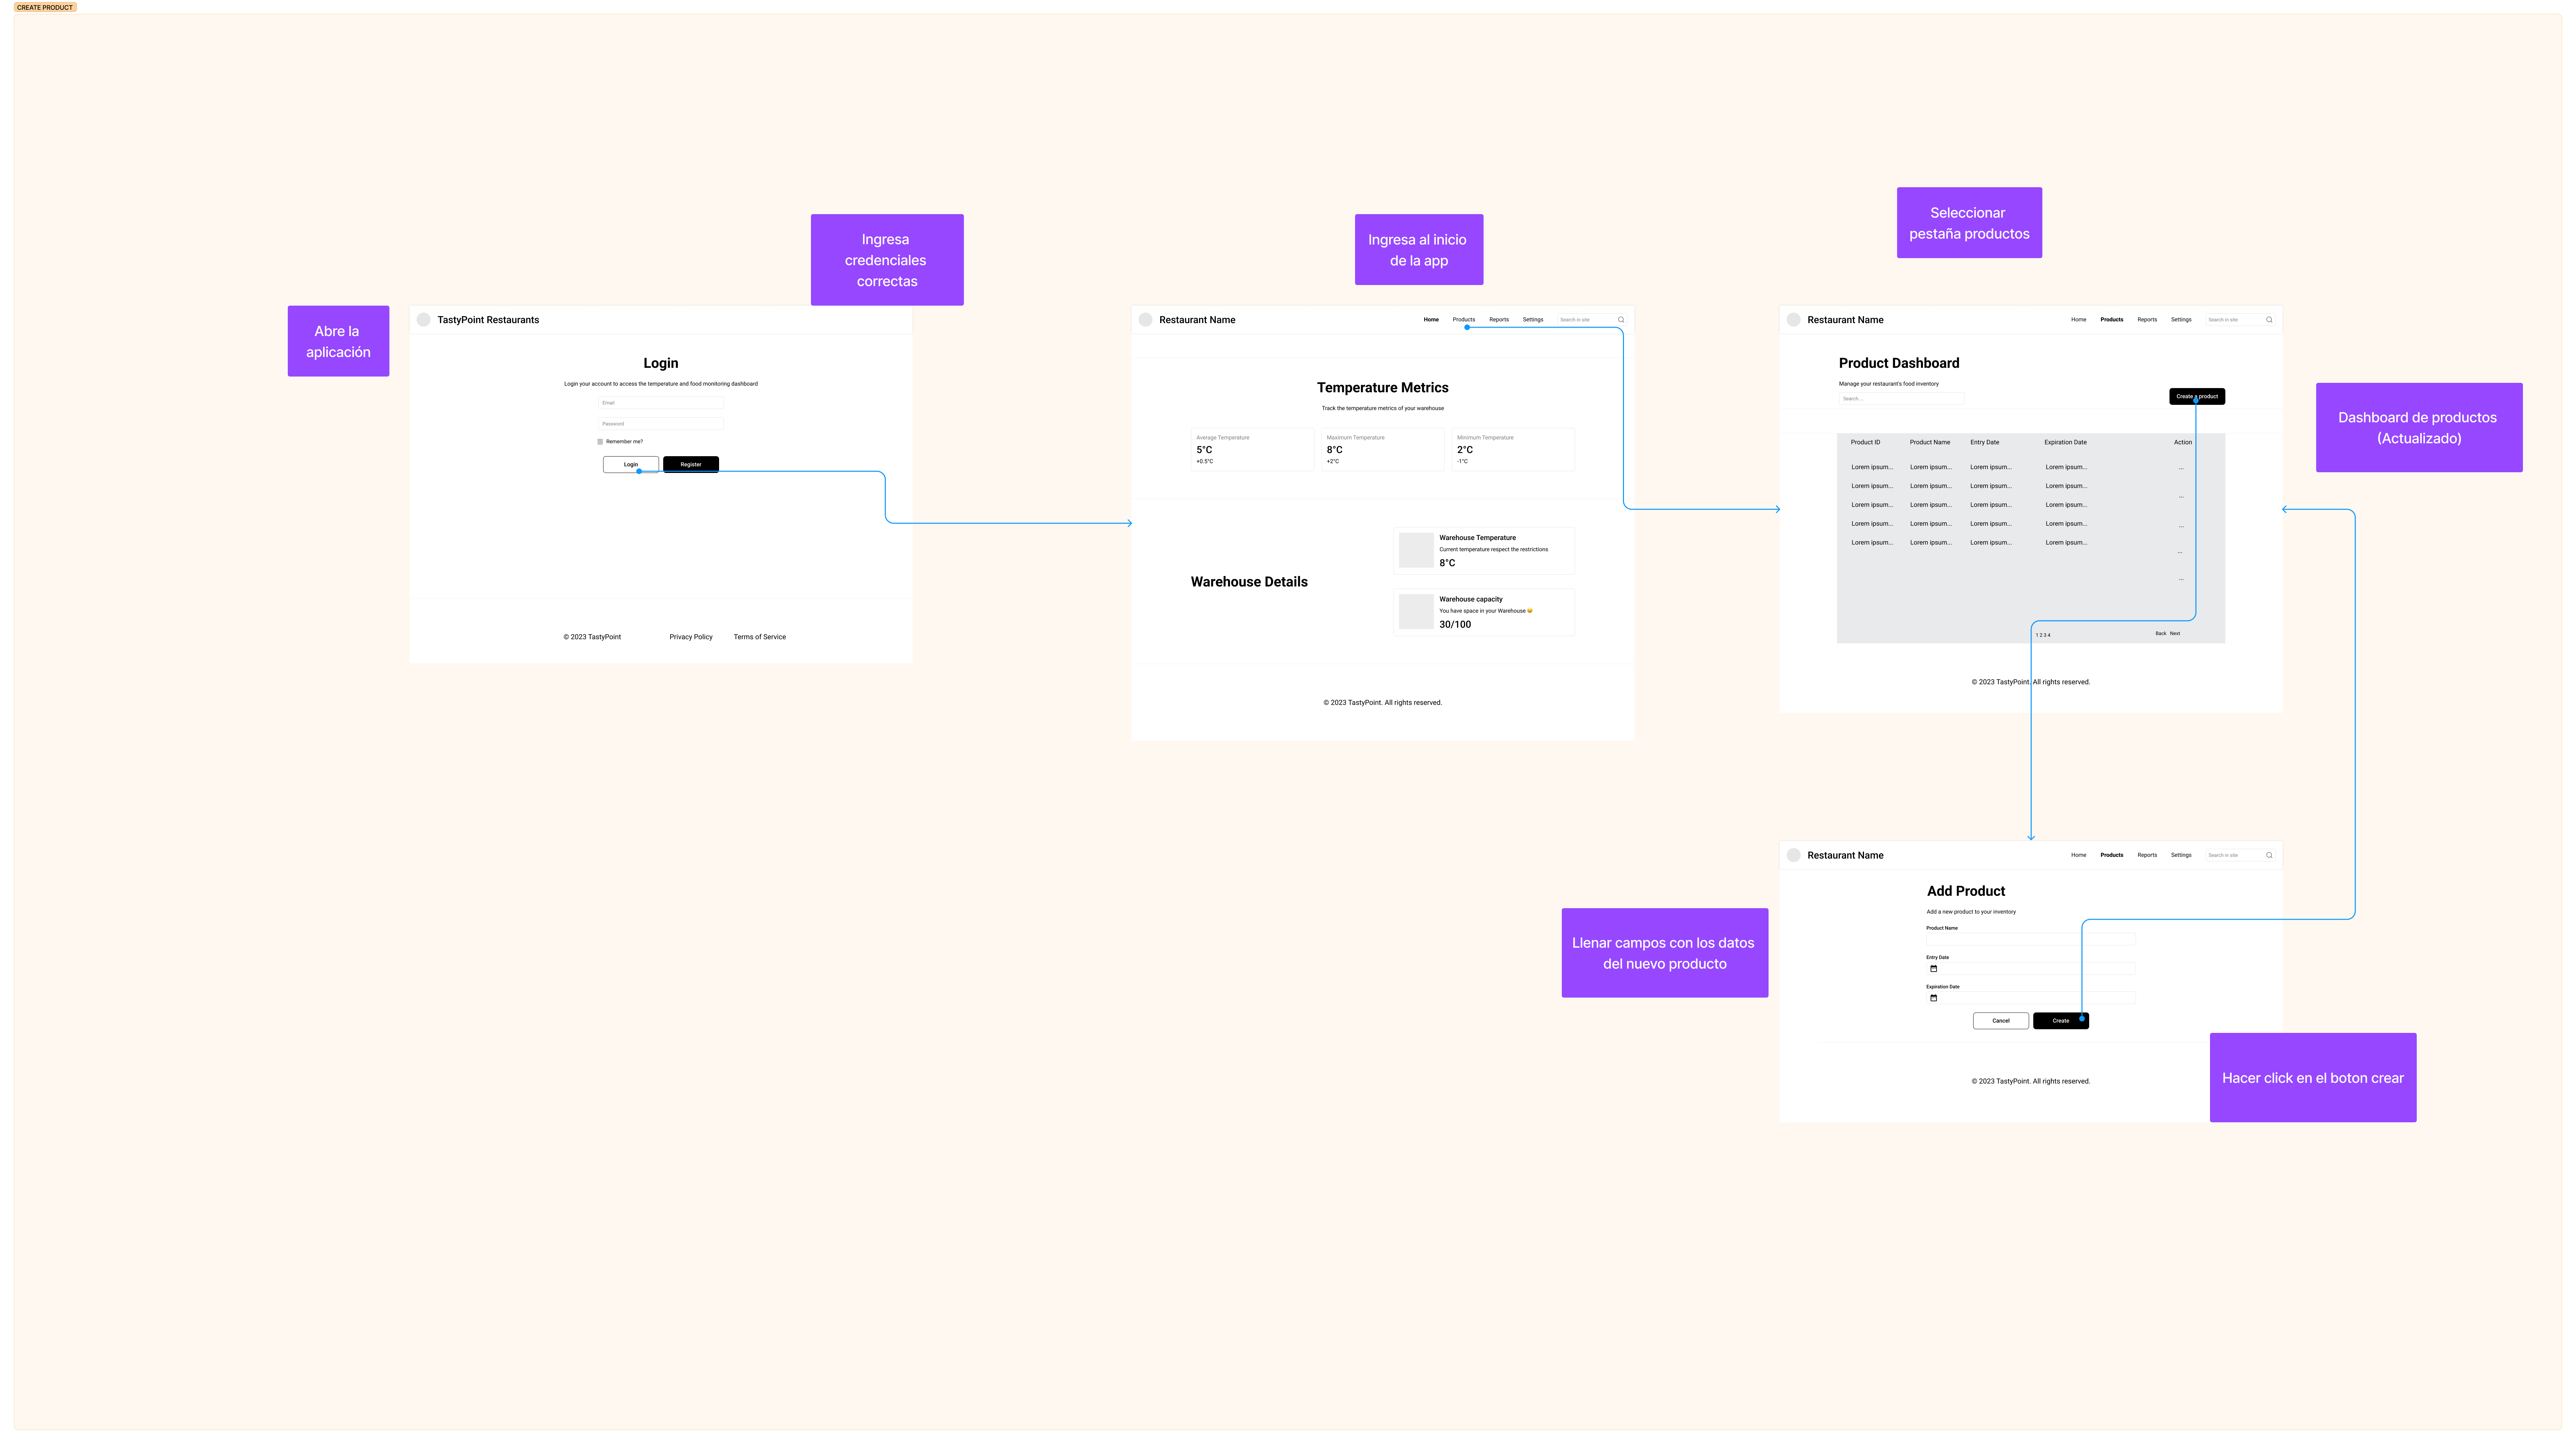 CREATE PRODUCT
Abre la
aplicación
Ingresa
credenciales
correctas
TastyPoint Restaurants
Login
Login your account to access the temperature and food monitoring dashboard
Email
Password
Remember me?
Login
Register
© 2023 TastyPoint
Privacy Policy
Terms of Service
Ingresa al inicio
de la app
Restaurant Name
Home
Products
Reports
Settings
Search in site
Temperature Metrics
Track the temperature metrics of your warehouse
Average Temperature
5°C
+0.5°C
Maximum Temperature
8°C
+2°C
Minimum Temperature
2°C
-1°C
Warehouse Details
Warehouse Temperature
Current temperature respect the restrictions
8°C
Warehouse capacity
You have space in your Warehouse 😄
30/100
© 2023 TastyPoint. All rights reserved.
Seleccionar
pestaña productos
Restaurant Name
Home
Products
Reports
Settings
Search in site
Product Dashboard
Manage your restaurant's food inventory
Search...
Create a product
Product ID Product Name Entry Date Expiration Date Action
Lorem ipsum... Lorem ipsum... Lorem ipsum... Lorem ipsum... ...
Lorem ipsum... Lorem ipsum... Lorem ipsum... Lorem ipsum... ...
Lorem ipsum... Lorem ipsum... Lorem ipsum... Lorem ipsum... ...
Lorem ipsum... Lorem ipsum... Lorem ipsum... Lorem ipsum... ...
Lorem ipsum... Lorem ipsum... Lorem ipsum... Lorem ipsum... ...
1 2 3 4
Back Next
© 2023 TastyPoint. All rights reserved.
Dashboard de productos
(Actualizado)
Llenar campos con los datos
del nuevo producto
Restaurant Name
Home
Products
Reports
Settings
Search in site
Add Product
Add a new product to your inventory
Product Name
Entry Date
Expiration Date
Cancel
Create
© 2023 TastyPoint. All rights reserved.
Hacer click en el boton crear